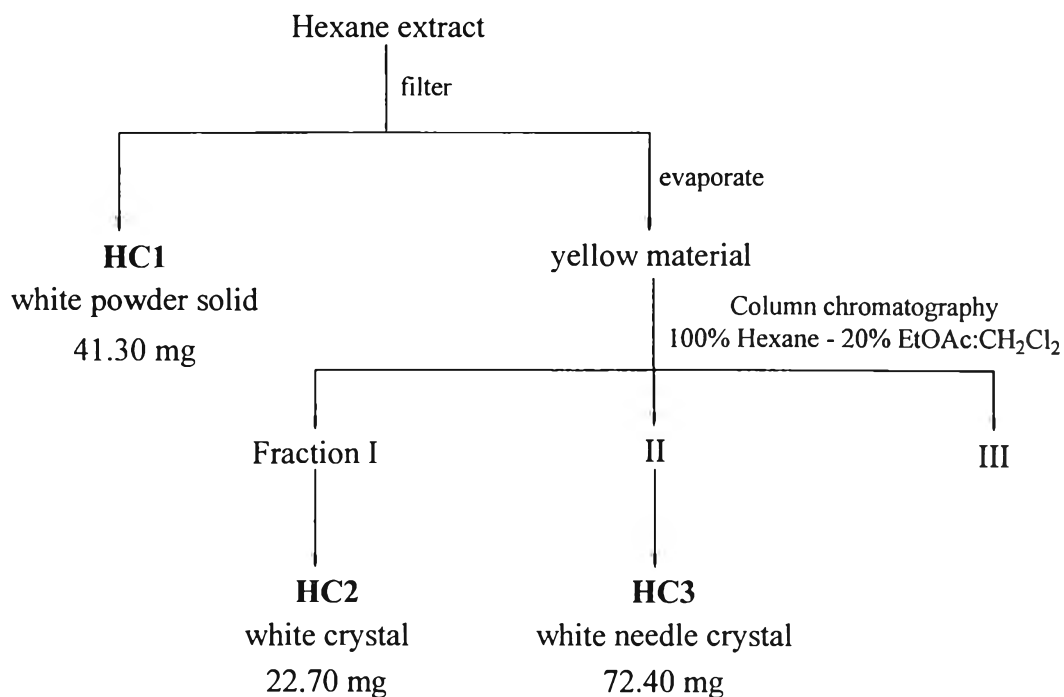 Hexane extract
filter
evaporate
HC1
white powder solid
41.30 mg
yellow material
Column chromatography
100% Hexane - 20% EtOAc:CH₂Cl₂
Fraction I
II
III
HC2
white crystal
22.70 mg
HC3
white needle crystal
72.40 mg